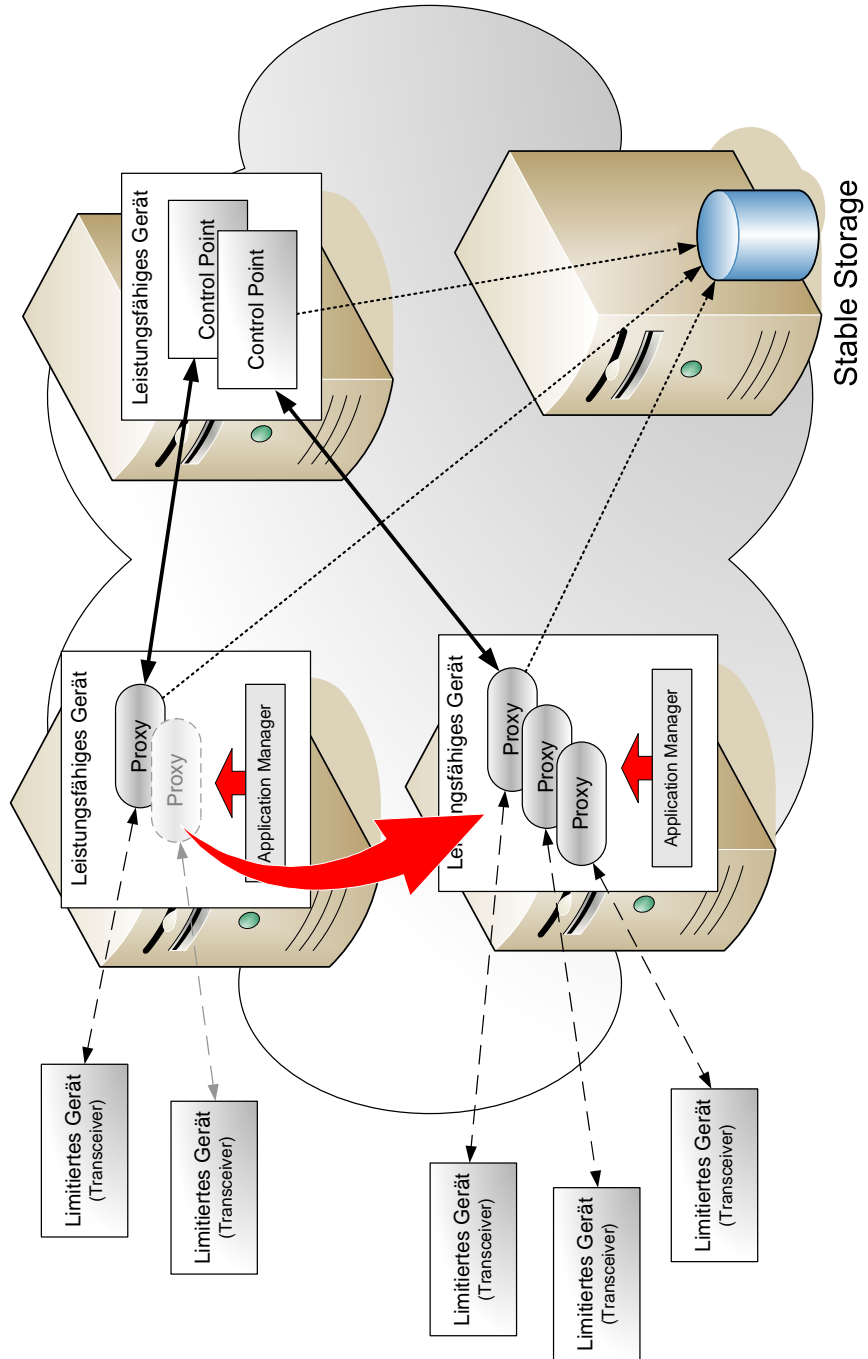 Limitiertes Gerät
(Transceiver)
Limitiertes Gerät
(Transceiver)
Limitiertes Gerät
(Transceiver)
Limitiertes Gerät
(Transceiver)
Limitiertes Gerät
(Transceiver)
Leistungsfähiges Gerät
Proxy
Proxy
Application Manager
Leistungsfähiges Gerät
Proxy
Proxy
Proxy
Application Manager
Leistungsfähiges Gerät
Control Point
Control Point
Stable Storage